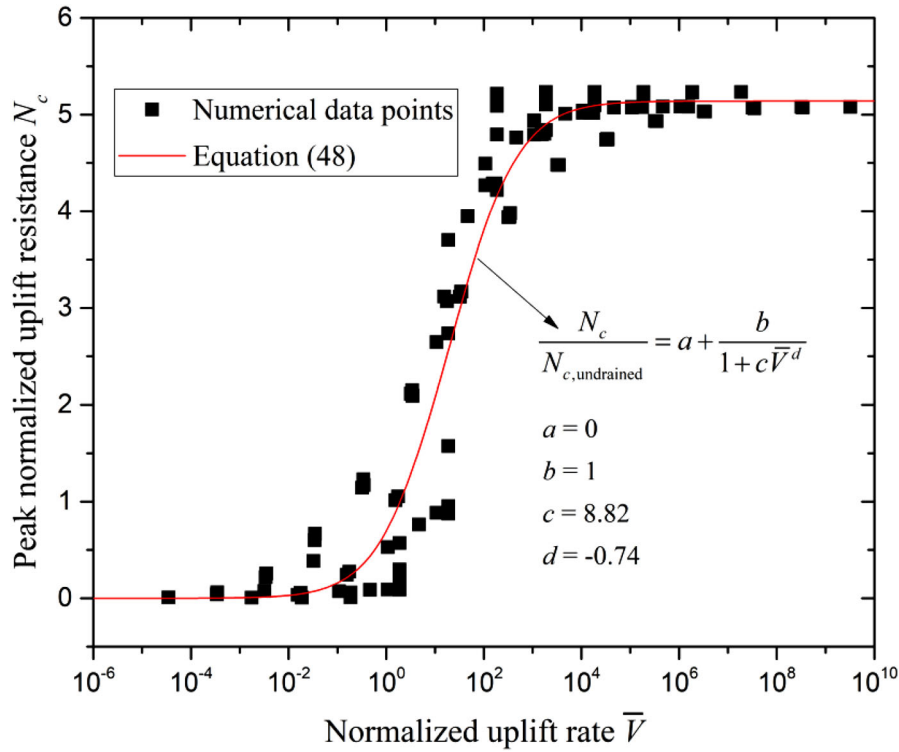 6
5
4
3
2
1
0
Peak normalized uplift resistance N_c
Numerical data points
Equation (48)
N_c / N_{c,undrained} = a + b / (1 + cV̅^d)
a = 0
b = 1
c = 8.82
d = -0.74
10^-6 10^-4 10^-2 10^0 10^2 10^4 10^6 10^8 10^10
Normalized uplift rate V̅